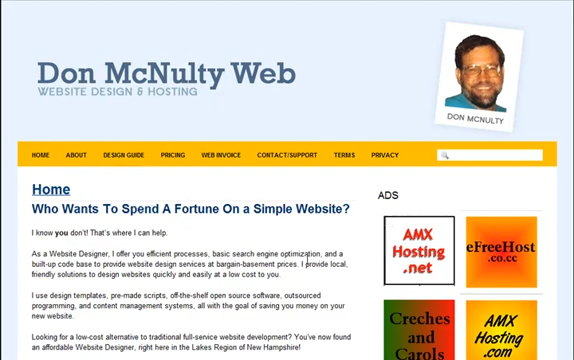 Don McNulty Web
WEBSITE DESIGN & HOSTING
DON MCNULTY
HOME ABOUT DESIGN GUIDE PRICING WEB INVOICE CONTACT/SUPPORT TERMS PRIVACY
Home
Who Wants To Spend A Fortune On a Simple Website?
I know you don't! That's where I can help.
As a Website Designer, I offer you efficient processes, basic search engine optimization, and a
built-up code base to provide website design services at bargain-basement prices. I provide local,
friendly solutions to design websites quickly and easily at a low cost to you.
I use design templates, pre-made scripts, off-the-shelf open source software, outsourced
programming, and content management systems, all with the goal of saving you money on your
new website.
Looking for a low-cost alternative to traditional full-service website development? You've now found
an affordable Website Designer, right here in the Lakes Region of New Hampshire!
ADS
AMX
Hosting
.net
eFreeHost
.co.cc
Creches
and
Carols
AMX
Hosting
.com